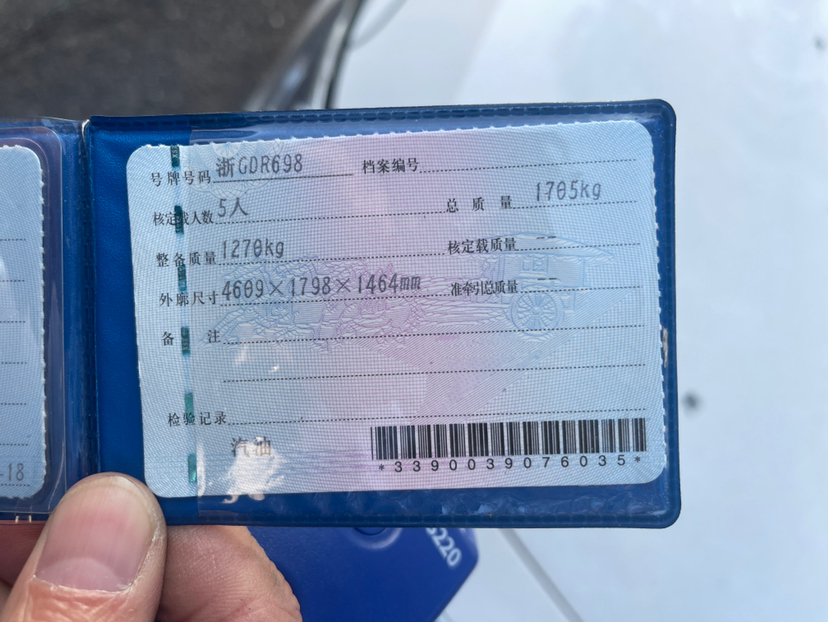 号牌号码 浙GDR698 档案编号
核定载人数 5人 总质量 1705kg
整备质量 1270kg 核定载质量 --
外廓尺寸 4609×1798×1464mm 准牵引总质量 --
备注
检验记录
汽油
*3390039076035*
-18
S220